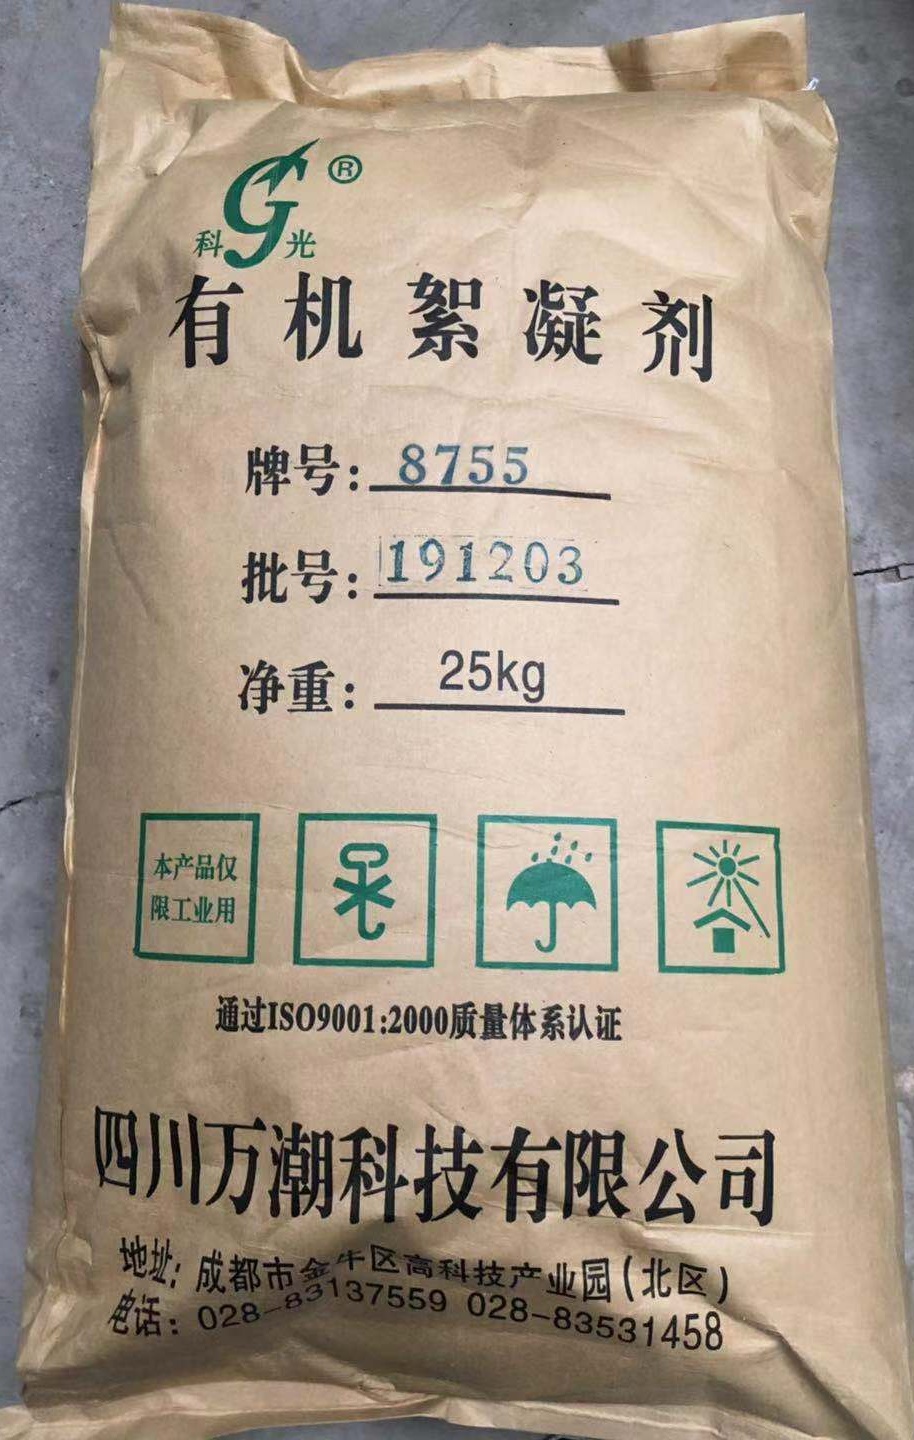 G®
科 光
有机絮凝剂
牌号：8755
批号：191203
净重：25kg
本产品仅
限工业用
通过ISO9001:2000质量体系认证
四川万潮科技有限公司
地址：成都市金牛区高科技产业园(北区)
电话：028-83137559 028-83531458